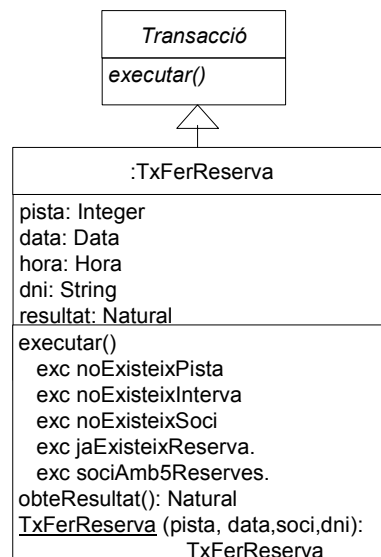 Transacció
executar()
:TxFerReserva
pista: Integer
data: Data
hora: Hora
dni: String
resultat: Natural
executar()
exc noExisteixPista
exc noExisteixInterva
exc noExisteixSoci
exc jaExisteixReserva.
exc sociAmb5Reserves.
obteResultat(): Natural
TxFerReserva (pista, data,soci,dni):
TxFerReserva